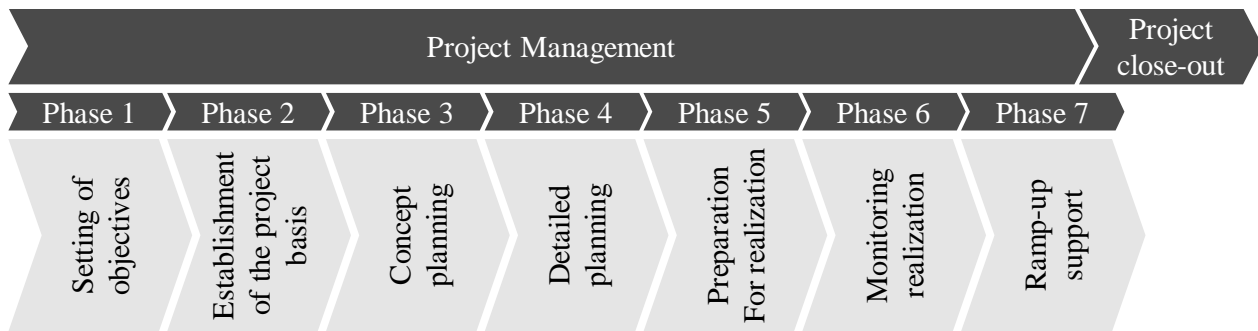 Project Management
Project
close-out
Phase 1
Phase 2
Phase 3
Phase 4
Phase 5
Phase 6
Phase 7
Setting of
objectives
Establishment
of the project
basis
Concept
planning
Detailed
planning
Preparation
For realization
Monitoring
realization
Ramp-up
support